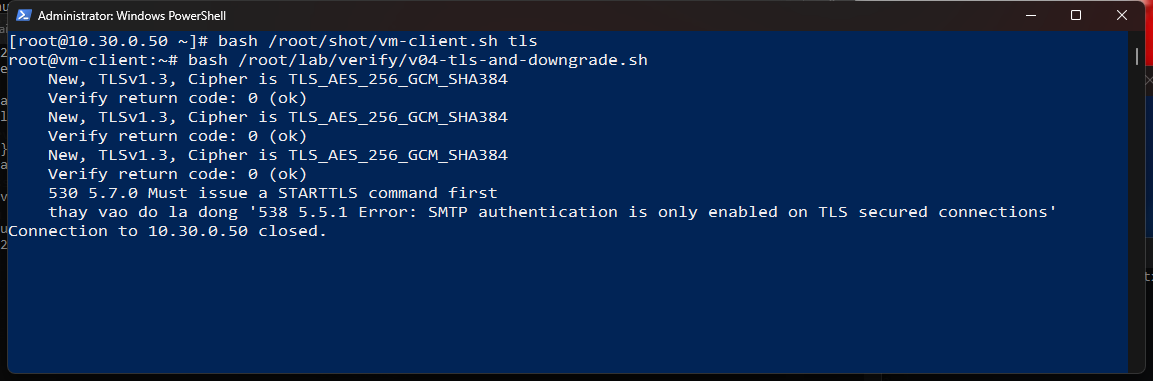 Administrator: Windows PowerShell
[root@10.30.0.50 ~]# bash /root/shot/vm-client.sh tls
root@vm-client:~# bash /root/lab/verify/v04-tls-and-downgrade.sh
    New, TLSv1.3, Cipher is TLS_AES_256_GCM_SHA384
    Verify return code: 0 (ok)
    New, TLSv1.3, Cipher is TLS_AES_256_GCM_SHA384
    Verify return code: 0 (ok)
    New, TLSv1.3, Cipher is TLS_AES_256_GCM_SHA384
    Verify return code: 0 (ok)
    530 5.7.0 Must issue a STARTTLS command first
    thay vao do la dong '538 5.5.1 Error: SMTP authentication is only enabled on TLS secured connections'
Connection to 10.30.0.50 closed.